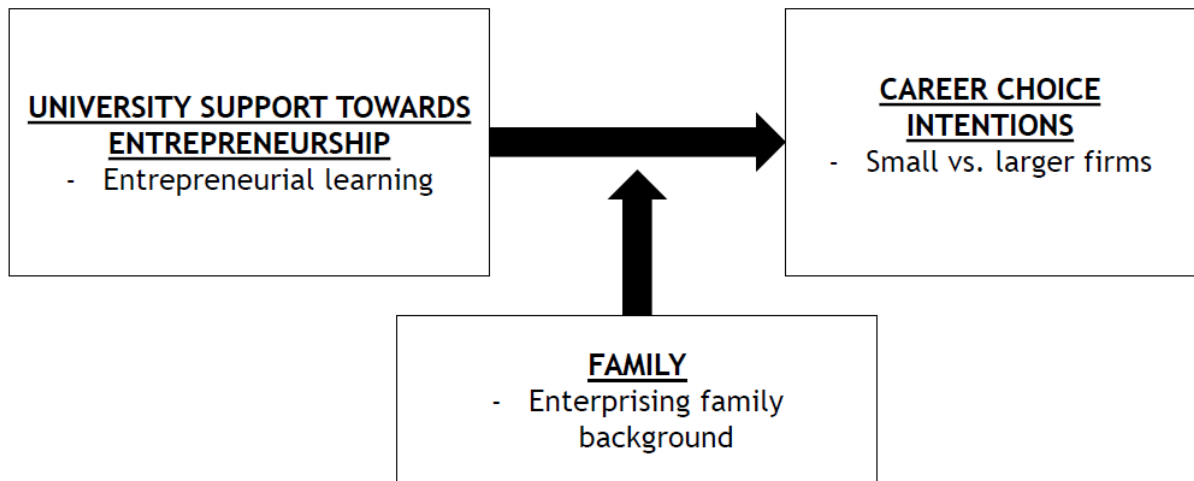 UNIVERSITY SUPPORT TOWARDS
ENTREPRENEURSHIP
- Entrepreneurial learning
CAREER CHOICE
INTENTIONS
- Small vs. larger firms
FAMILY
- Enterprising family
background